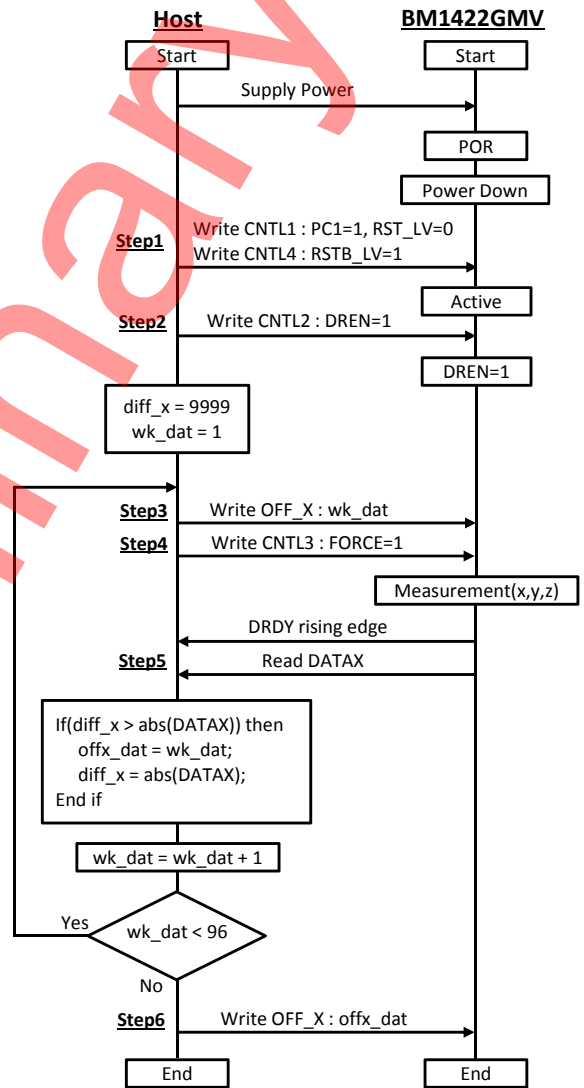 Host
BM1422GMV
Start
Start
Supply Power
POR
Power Down
Step1
Write CNTL1 : PC1=1, RST_LV=0
Write CNTL4 : RSTB_LV=1
Active
Step2
Write CNTL2 : DREN=1
DREN=1
diff_x = 9999
wk_dat = 1
Step3
Write OFF_X : wk_dat
Step4
Write CNTL3 : FORCE=1
Measurement(x,y,z)
DRDY rising edge
Step5
Read DATAX
If(diff_x > abs(DATAX)) then
offx_dat = wk_dat;
diff_x = abs(DATAX);
End if
wk_dat = wk_dat + 1
Yes
wk_dat < 96
No
Step6
Write OFF_X : offx_dat
End
End